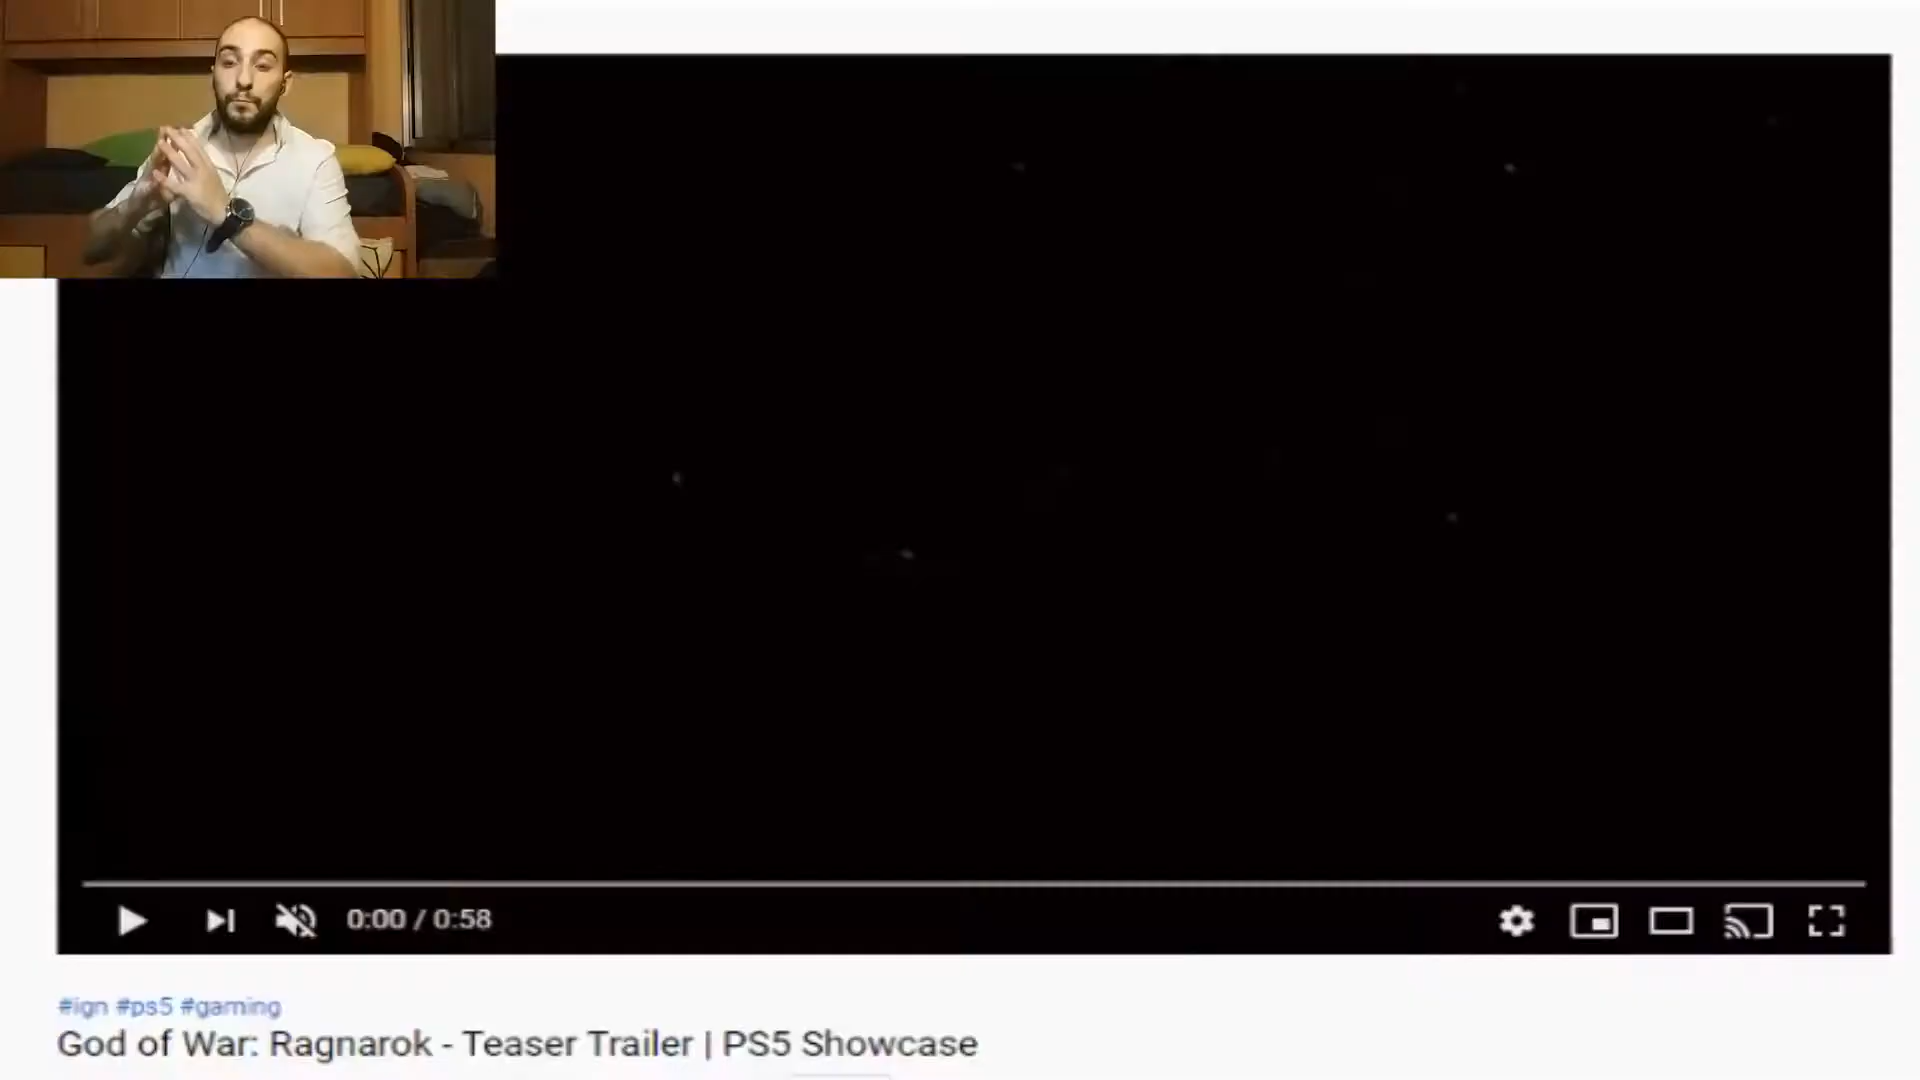 0:00 / 0:58
#ign #ps5 #gaming
God of War: Ragnarok - Teaser Trailer | PS5 Showcase